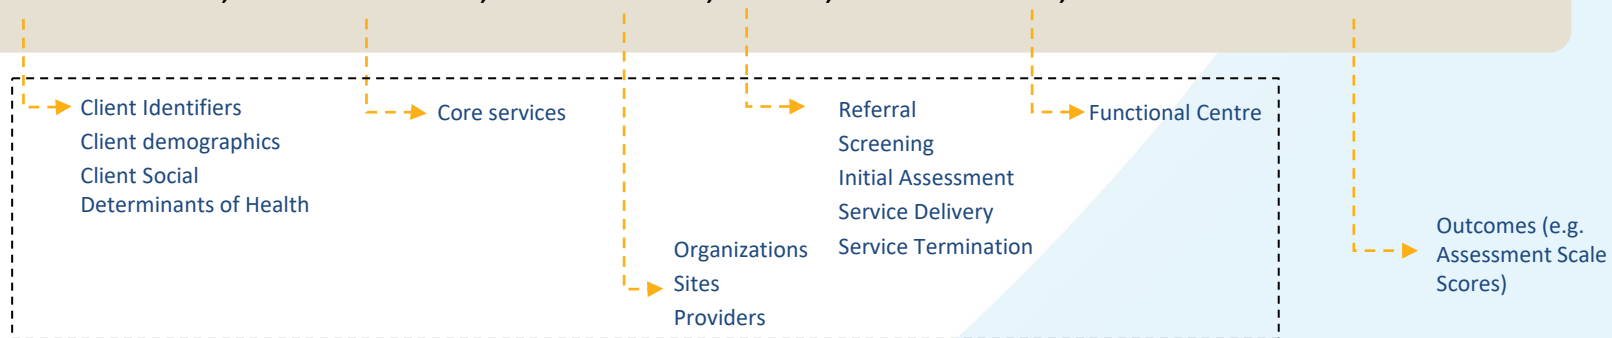 Client Identifiers
Client demographics
Client Social
Determinants of Health
Core services
Organizations
Sites
Providers
Referral
Screening
Initial Assessment
Service Delivery
Service Termination
Functional Centre
Outcomes (e.g.
Assessment Scale
Scores)